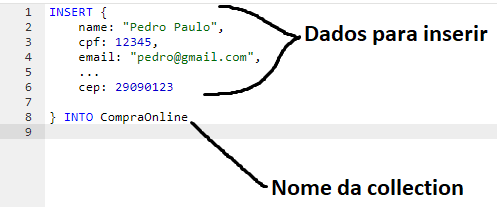 1 INSERT {
2 name: "Pedro Paulo",
3 cpf: 12345,
4 email: "pedro@gmail.com",
5 ...
6 cep: 29090123
7
8 } INTO CompraOnline
9
Dados para inserir
Nome da collection